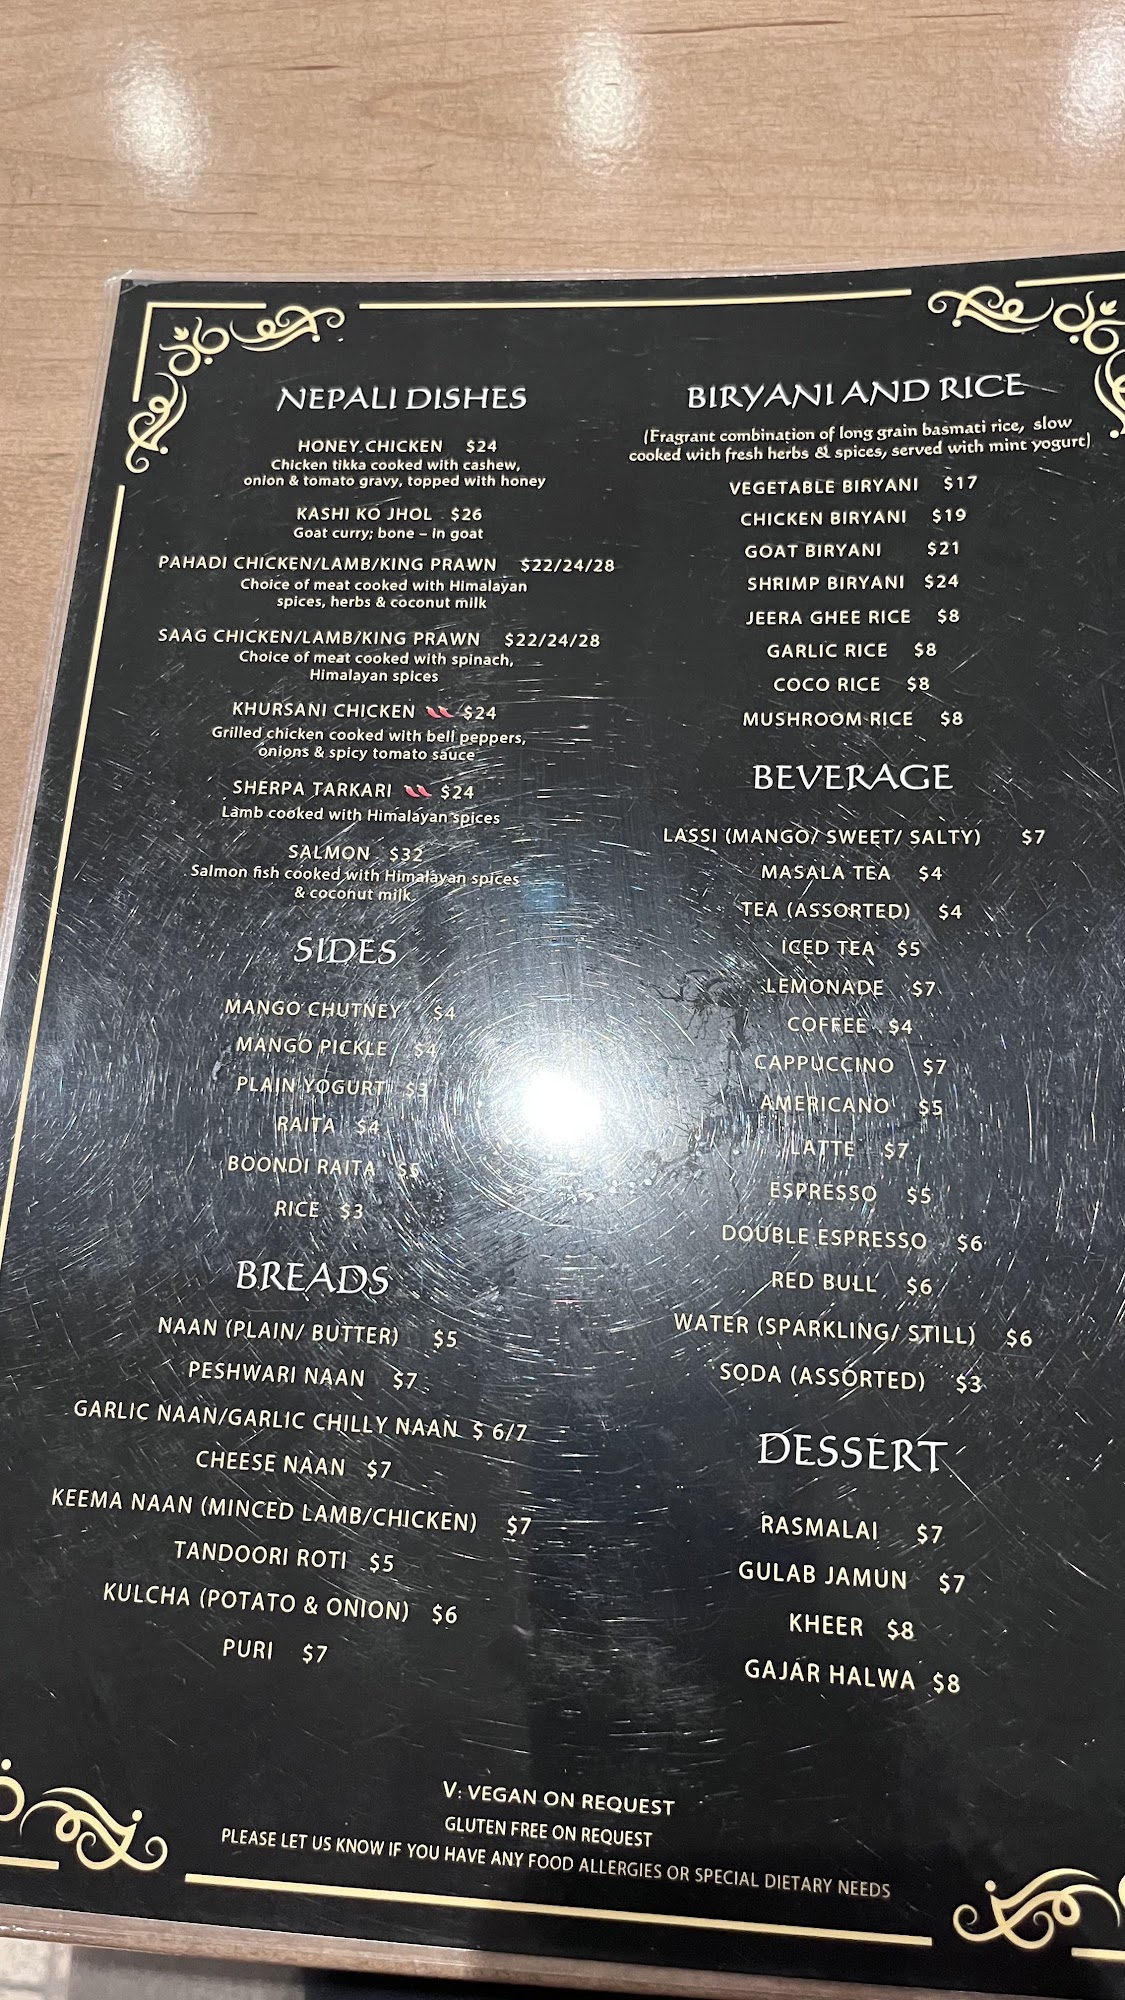 NEPALI DISHES
HONEY CHICKEN $24
Chicken tikka cooked with cashew,
onion & tomato gravy, topped with honey
KASHI KO JHOL $26
Goat curry; bone – in goat
PAHADI CHICKEN/LAMB/KING PRAWN $22/24/28
Choice of meat cooked with Himalayan
spices, herbs & coconut milk
SAAG CHICKEN/LAMB/KING PRAWN $22/24/28
Choice of meat cooked with spinach,
Himalayan spices
KHURSANI CHICKEN $24
Grilled chicken cooked with bell peppers,
onions & spicy tomato sauce
SHERPA TARKARI $24
Lamb cooked with Himalayan spices
SALMON $32
Salmon fish cooked with Himalayan spices
& coconut milk
SIDES
MANGO CHUTNEY $4
MANGO PICKLE $4
PLAIN YOGURT $3
RAITA $4
BOONDI RAITA $5
RICE $3
BREADS
NAAN (PLAIN/ BUTTER) $5
PESHWARI NAAN $7
GARLIC NAAN/GARLIC CHILLY NAAN $ 6/7
CHEESE NAAN $7
KEEMA NAAN (MINCED LAMB/CHICKEN) $7
TANDOORI ROTI $5
KULCHA (POTATO & ONION) $6
PURI $7
BIRYANI AND RICE
(Fragrant combination of long grain basmati rice, slow
cooked with fresh herbs & spices, served with mint yogurt)
VEGETABLE BIRYANI $17
CHICKEN BIRYANI $19
GOAT BIRYANI $21
SHRIMP BIRYANI $24
JEERA GHEE RICE $8
GARLIC RICE $8
COCO RICE $8
MUSHROOM RICE $8
BEVERAGE
LASSI (MANGO/ SWEET/ SALTY) $7
MASALA TEA $4
TEA (ASSORTED) $4
ICED TEA $5
LEMONADE $7
COFFEE $4
CAPPUCCINO $7
AMERICANO $5
LATTE $7
ESPRESSO $5
DOUBLE ESPRESSO $6
RED BULL $6
WATER (SPARKLING/ STILL) $6
SODA (ASSORTED) $3
DESSERT
RASMALAI $7
GULAB JAMUN $7
KHEER $8
GAJAR HALWA $8
V: VEGAN ON REQUEST
GLUTEN FREE ON REQUEST
PLEASE LET US KNOW IF YOU HAVE ANY FOOD ALLERGIES OR SPECIAL DIETARY NEEDS